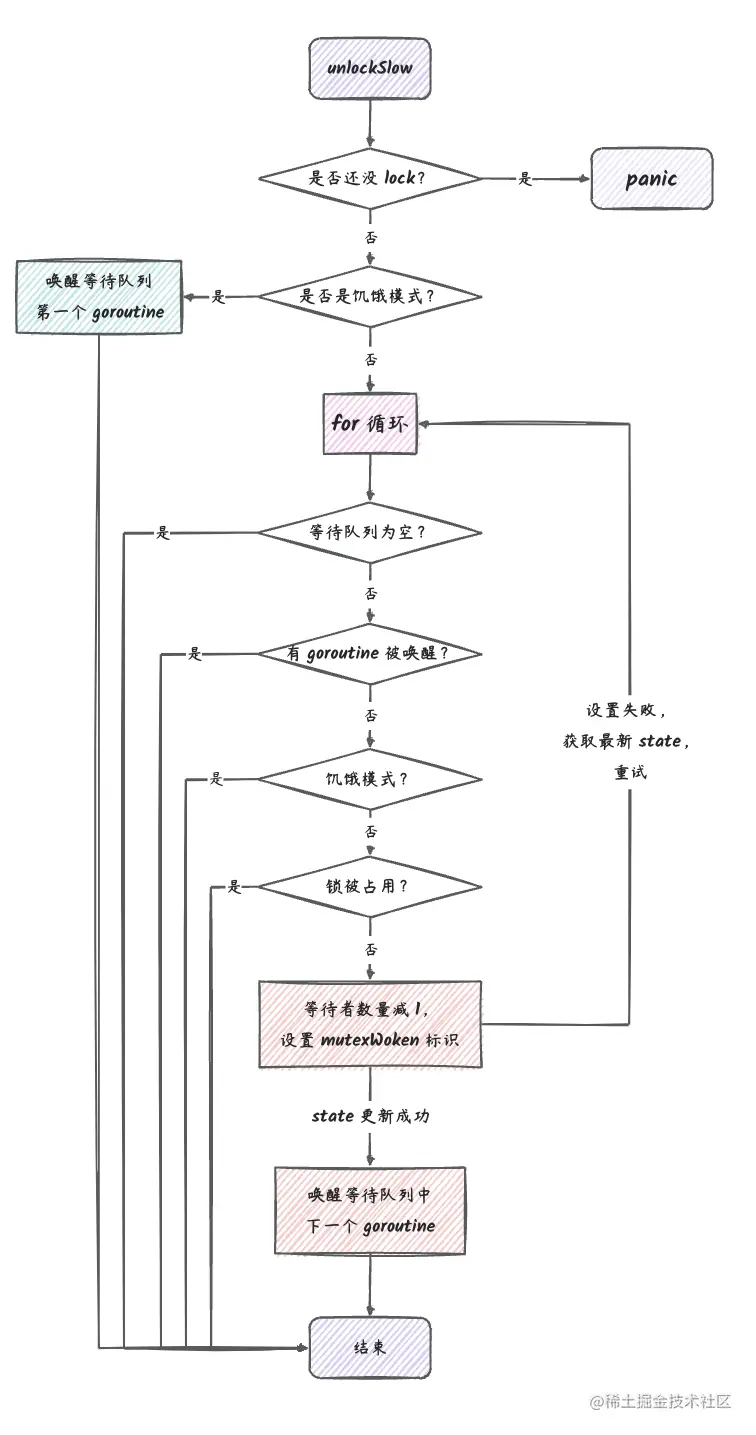 unlockSlow
是否还没 lock?
是
panic
否
唤醒等待队列
第一个 goroutine
是
是否是饥饿模式?
否
for 循环
是
等待队列为空?
否
是
有 goroutine 被唤醒?
否
设置失败,
获取最新 state,
重试
是
饥饿模式?
否
是
锁被占用?
否
等待者数量减 1,
设置 mutexWoken 标识
state 更新成功
唤醒等待队列中
下一个 goroutine
结束
@稀土掘金技术社区